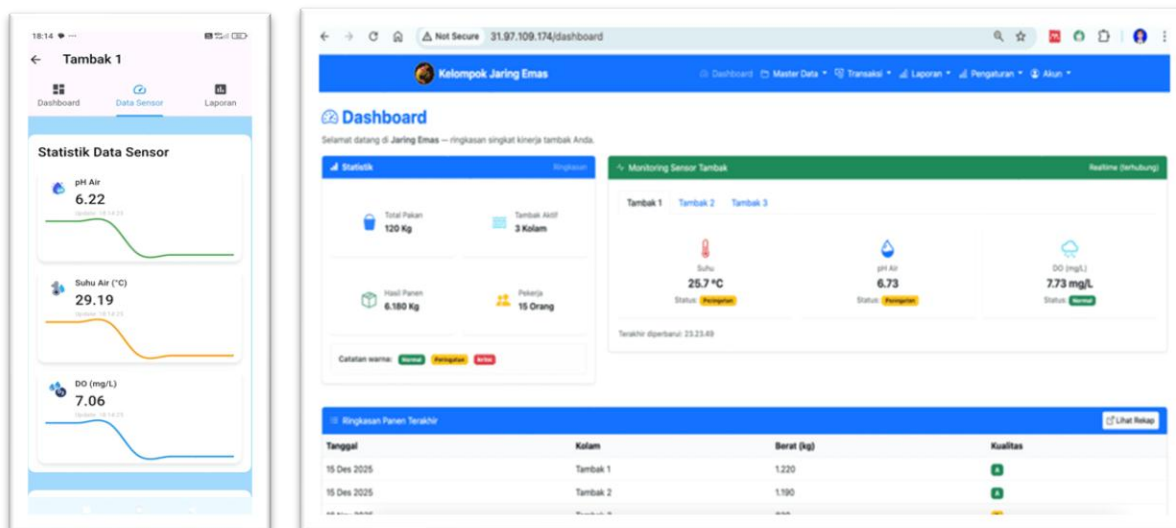 18:14
Tambak 1
Dashboard
Data Sensor
Laporan
Statistik Data Sensor
pH Air
6.22
Update: 18:14:23
Suhu Air (°C)
29.19
Update: 18:14:23
DO (mg/L)
7.06
Update: 18:14:23
Not Secure 31.97.109.174/dashboard
Kelompok Jaring Emas
Dashboard Master Data Transaksi Laporan Pengaturan Akun
Dashboard
Selamat datang di Jaring Emas — ringkasan singkat kinerja tambak Anda.
Statistik Ringkasan
Total Pakan
120 Kg
Tambak Aktif
3 Kolam
Hasil Panen
6.180 Kg
Pekerja
15 Orang
Catatan warna: Normal Peringatan Kritis
Monitoring Sensor Tambak Realtime (terhubung)
Tambak 1 Tambak 2 Tambak 3
Suhu
25.7 °C
Status: Peringatan
pH Air
6.73
Status: Peringatan
DO (mg/L)
7.73 mg/L
Status: Normal
Terakhir diperbarui: 23.23.49
Ringkasan Panen Terakhir Lihat Rekap
Tanggal Kolam Berat (kg) Kualitas
15 Des 2025 Tambak 1 1.220 A
15 Des 2025 Tambak 2 1.190 A